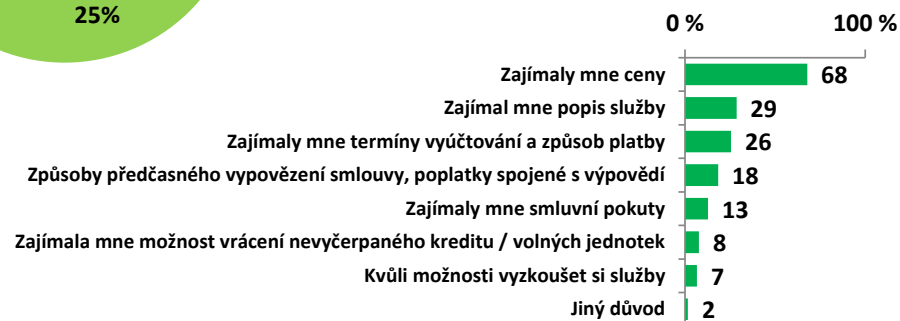 25%
0 % 100 %
Zajímaly mne ceny 68
Zajímal mne popis služby 29
Zajímaly mne termíny vyúčtování a způsob platby 26
Způsoby předčasného vypovězení smlouvy, poplatky spojené s výpovědí 18
Zajímaly mne smluvní pokuty 13
Zajímala mne možnost vrácení nevyčerpaného kreditu / volných jednotek 8
Kvůli možnosti vyzkoušet si služby 7
Jiný důvod 2